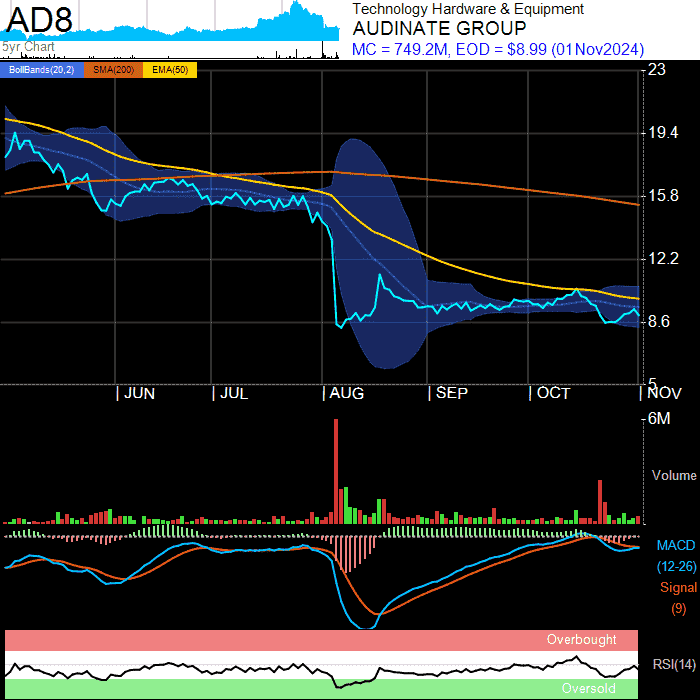 AD8
5yr Chart
Technology Hardware & Equipment
AUDINATE GROUP
MC = 749.2M, EOD = $8.99 (01Nov2024)
BollBands(20,2) SMA(200) EMA(50)
23
19.4
15.8
12.2
8.6
5
| JUN | JUL | AUG | SEP | OCT | NOV
6M
Volume
MACD
(12-26)
Signal
(9)
Overbought
RSI(14)
Oversold